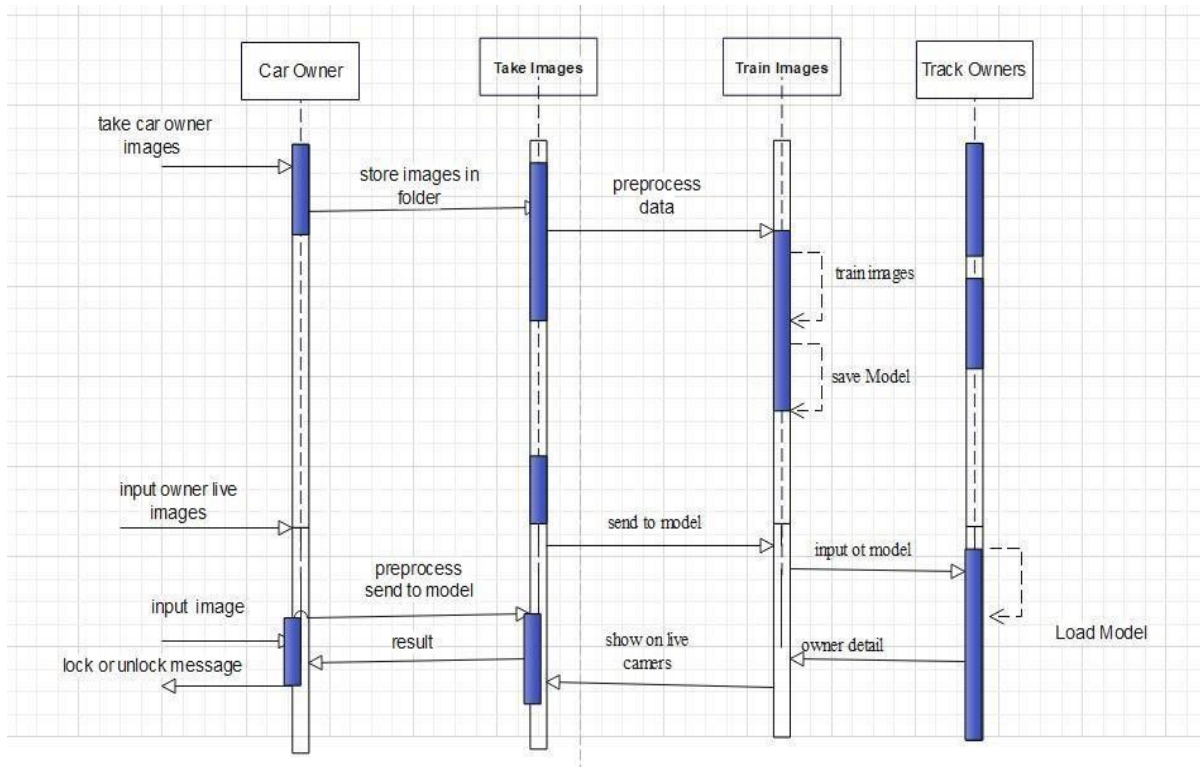 Car Owner
Take Images
Train Images
Track Owners
take car owner
images
store images in
folder
preprocess
data
train images
save Model
input owner live
images
send to model
input ot model
preprocess
send to model
input image
Load Model
result
show on live
camers
owner detail
lock or unlock message